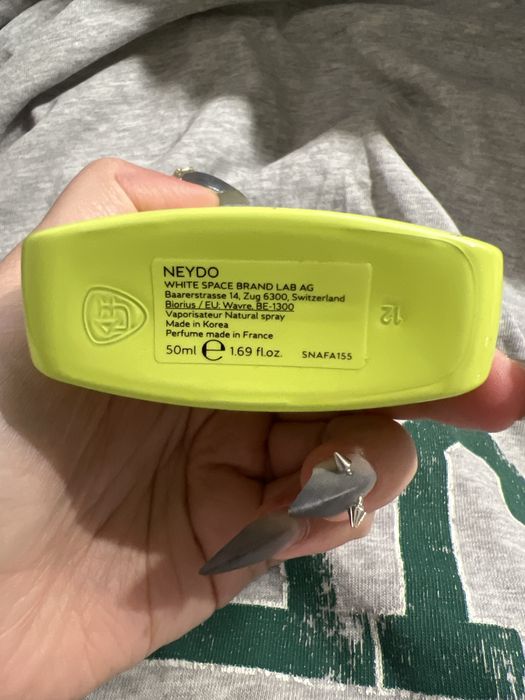 NEYDO
WHITE SPACE BRAND LAB AG
Baarerstrasse 14, Zug 6300, Switzerland
Biorius / EU: Wavre, BE-1300
Vaporisateur Natural spray
Made in Korea
Perfume made in France
50ml ℮ 1.69 fl.oz. SNAFA155
12